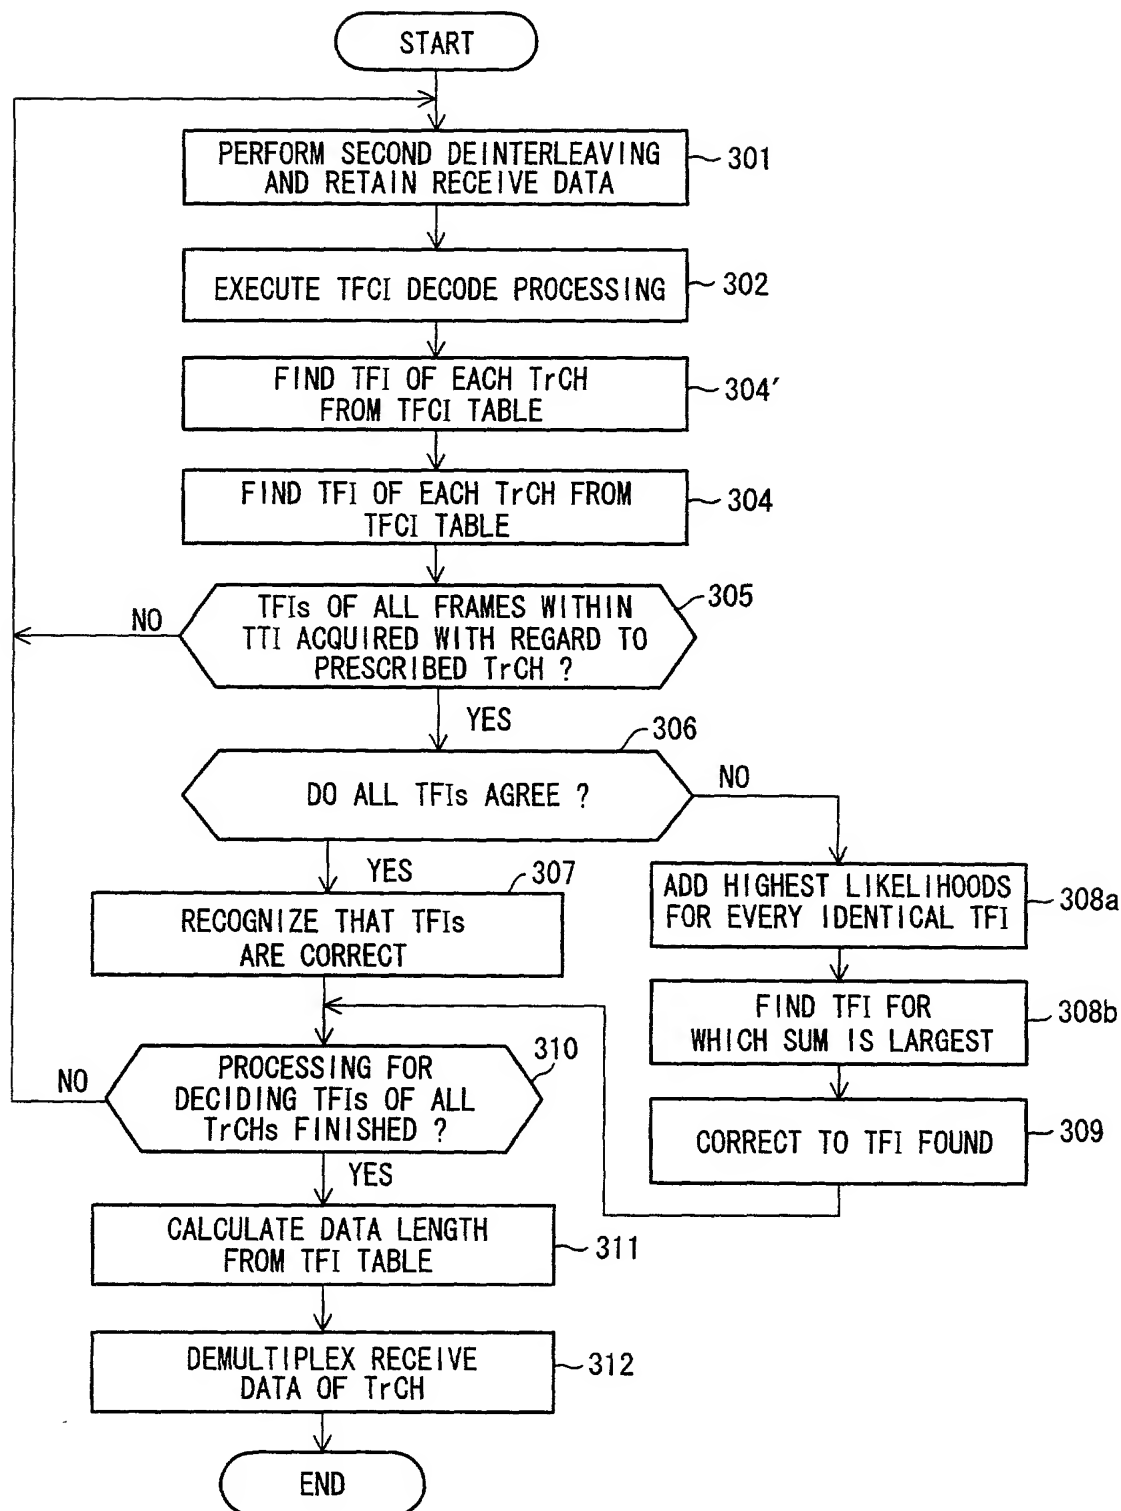 START
PERFORM SECOND DEINTERLEAVING
AND RETAIN RECEIVE DATA
301
EXECUTE TFCI DECODE PROCESSING
302
FIND TFI OF EACH TrCH
FROM TFCI TABLE
304'
FIND TFI OF EACH TrCH FROM
TFCI TABLE
304
TFIs OF ALL FRAMES WITHIN
TTI ACQUIRED WITH REGARD TO
PRESCRIBED TrCH ?
305
NO
YES
306
DO ALL TFIs AGREE ?
NO
YES
307
RECOGNIZE THAT TFIs
ARE CORRECT
ADD HIGHEST LIKELIHOODS
FOR EVERY IDENTICAL TFI
308a
FIND TFI FOR
WHICH SUM IS LARGEST
308b
CORRECT TO TFI FOUND
309
PROCESSING FOR
DECIDING TFIs OF ALL
TrCHs FINISHED ?
310
NO
YES
CALCULATE DATA LENGTH
FROM TFI TABLE
311
DEMULTIPLEX RECEIVE
DATA OF TrCH
312
END